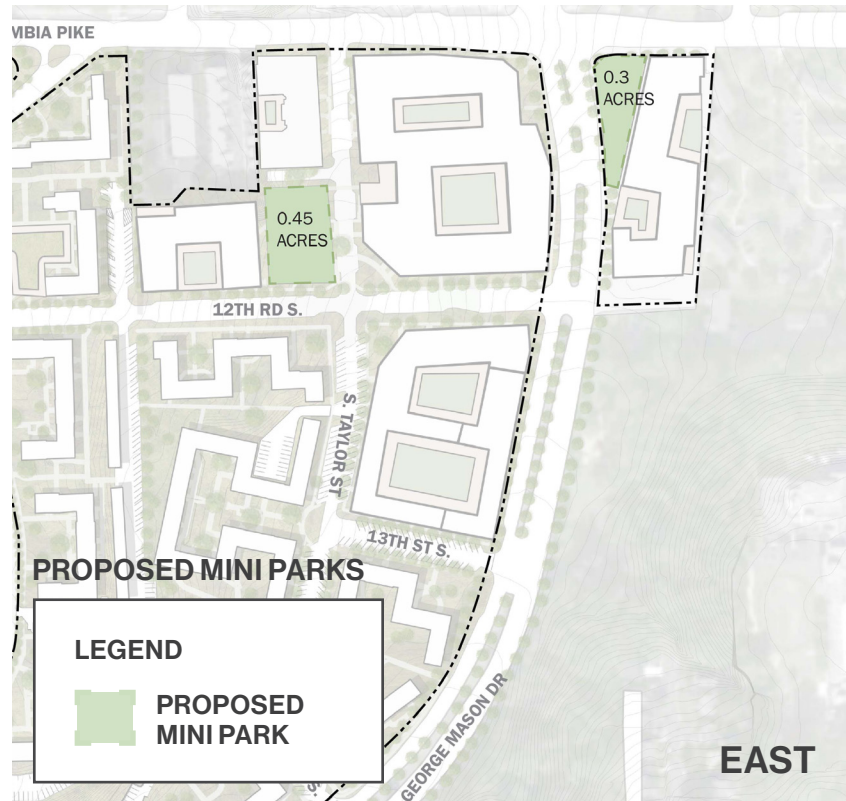 MBIA PIKE
0.3
ACRES
0.45
ACRES
12TH RD S.
S. TAYLOR ST
13TH ST S.
PROPOSED MINI PARKS
LEGEND
PROPOSED
MINI PARK
S.
GEORGE MASON DR
EAST